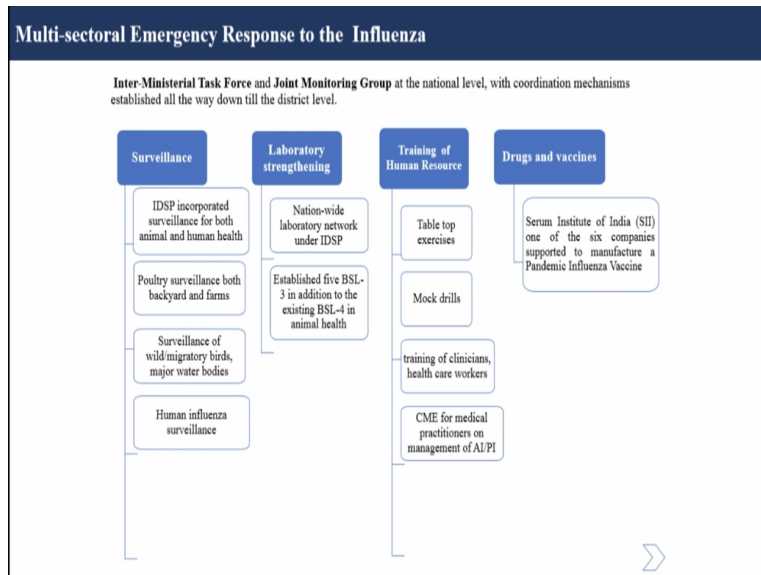 Multi-sectoral Emergency Response to the Influenza
Inter-Ministerial Task Force and Joint Monitoring Group at the national level, with coordination mechanisms
established all the way down till the district level.
Surveillance
IDSP incorporated
surveillance for both
animal and human health
Poultry surveillance both
backyard and farms
Surveillance of
wild/migratory birds,
major water bodies
Human influenza
surveillance
Laboratory
strengthening
Nation-wide
laboratory network
under IDSP
Established five BSL-
3 in addition to the
existing BSL-4 in
animal health
Training of
Human Resource
Table top
exercises
Mock drills
training of clinicians,
health care workers
CME for medical
practitioners on
management of AI/PI
Drugs and vaccines
Serum Institute of India (SII)
one of the six companies
supported to manufacture a
Pandemic Influenza Vaccine